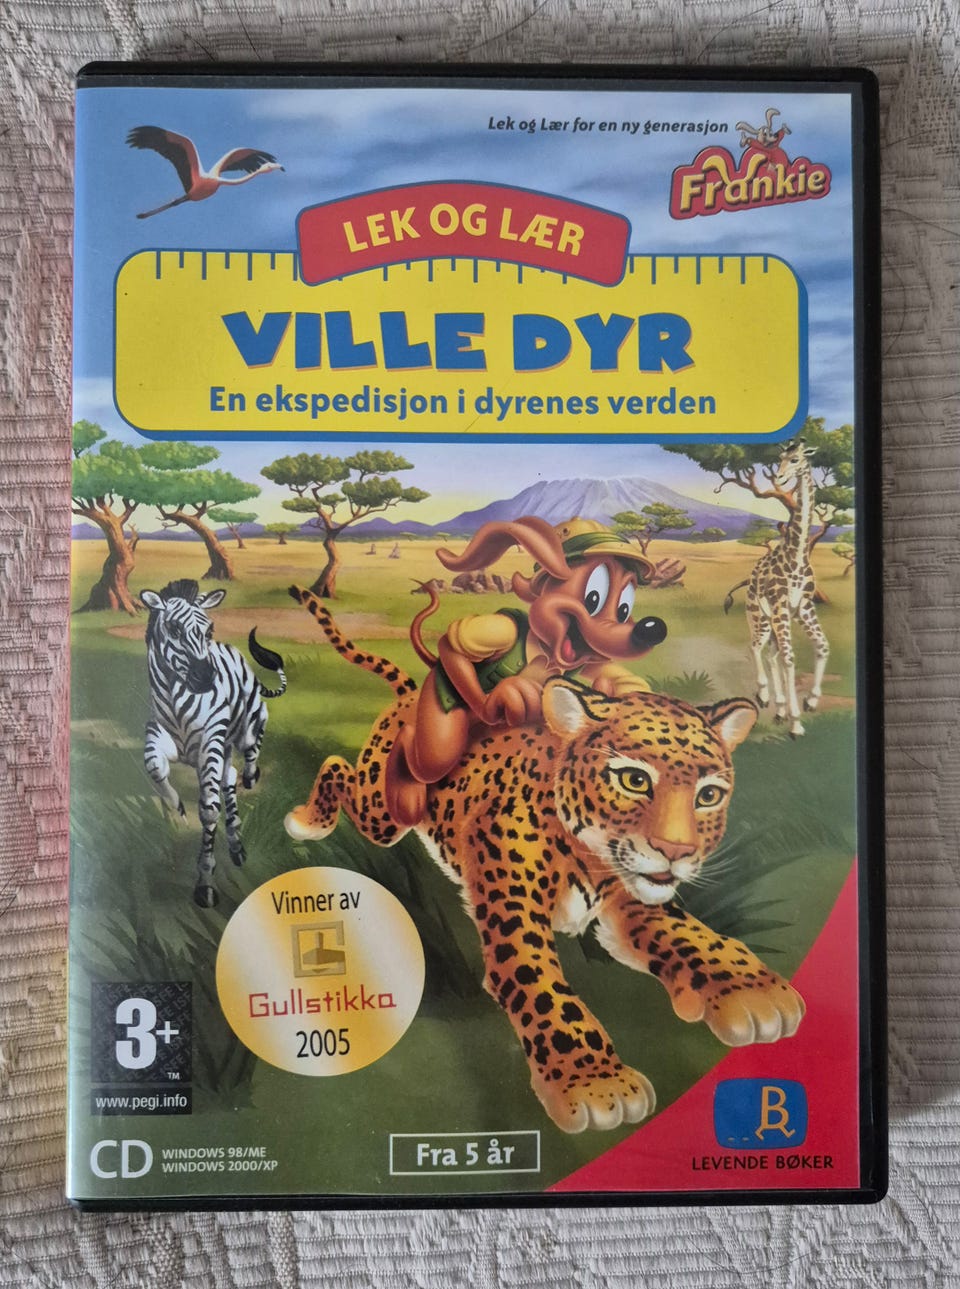 Lek og Lær for en ny generasjon
Frankie
LEK OG LÆR
VILLE DYR
En ekspedisjon i dyrenes verden
Vinner av
Gullstikka
2005
3+
TM
www.pegi.info
CD
WINDOWS 98/ME
WINDOWS 2000/XP
Fra 5 år
LEVENDE BØKER